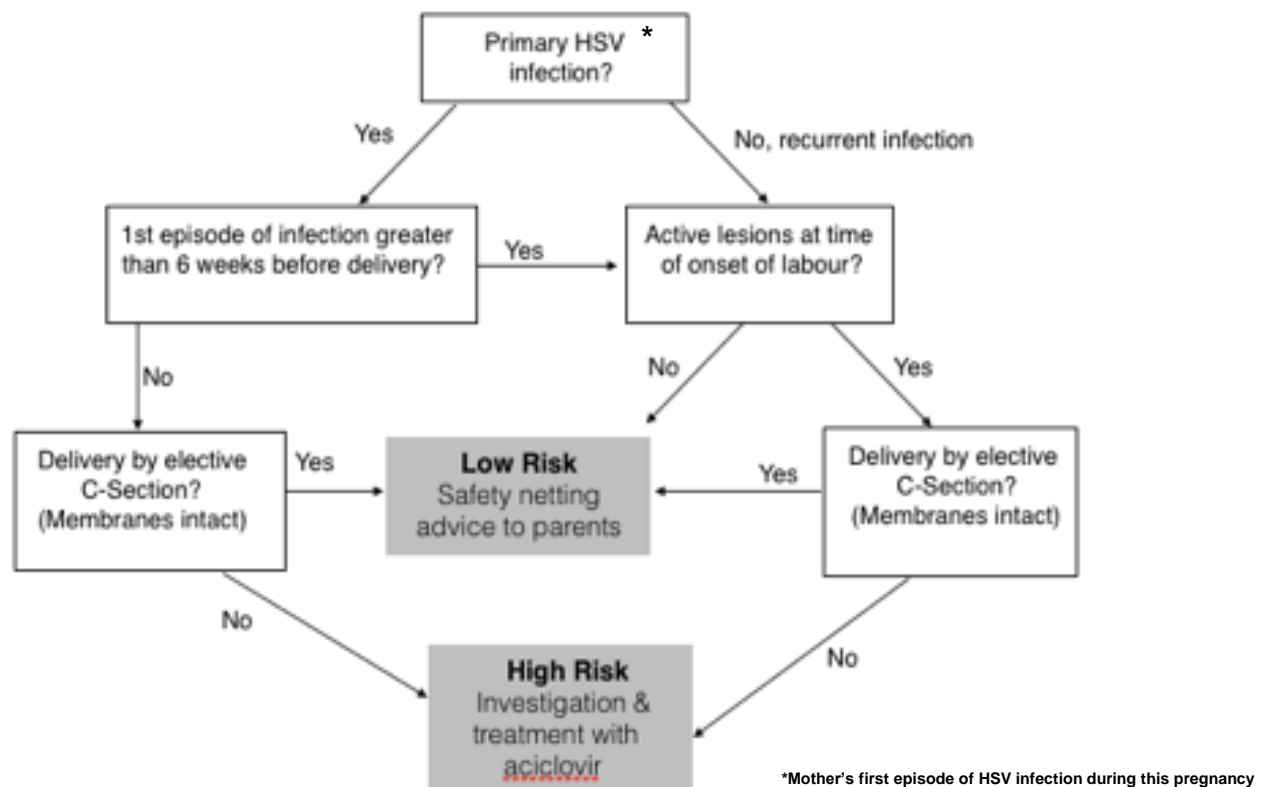 Primary HSV *
infection?
Yes
No, recurrent infection
1st episode of infection greater
than 6 weeks before delivery?
Yes
Active lesions at time
of onset of labour?
No
No
Yes
Delivery by elective
C-Section?
(Membranes intact)
Yes
Low Risk
Safety netting
advice to parents
Yes
Delivery by elective
C-Section?
(Membranes intact)
No
No
High Risk
Investigation &
treatment with
aciclovir
*Mother's first episode of HSV infection during this pregnancy